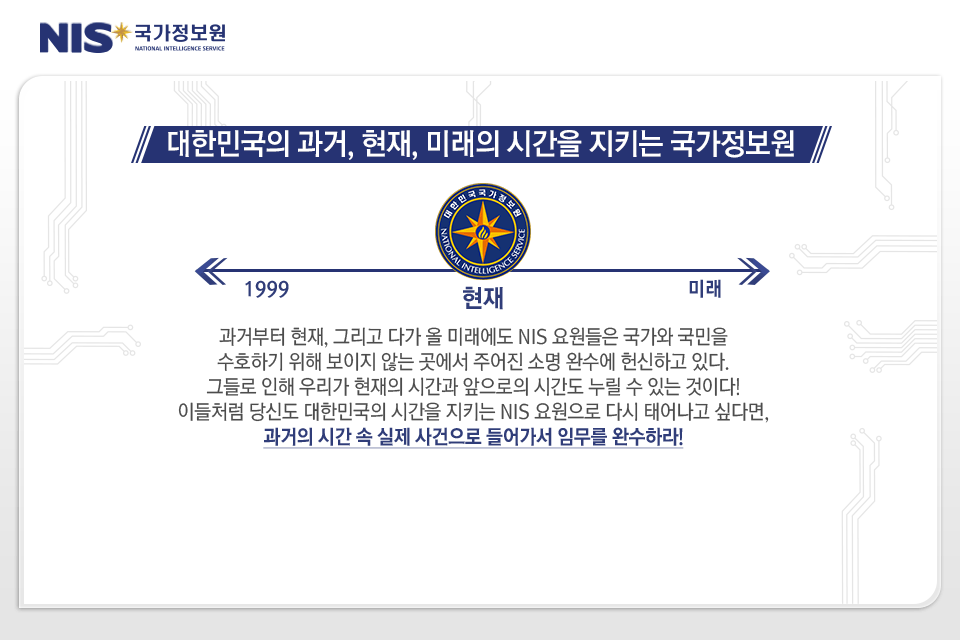 NIS 국가정보원
NATIONAL INTELLIGENCE SERVICE
대한민국의 과거, 현재, 미래의 시간을 지키는 국가정보원
대한민국국가정보원
NATIONAL INTELLIGENCE SERVICE
1999
현재
미래
과거부터 현재, 그리고 다가 올 미래에도 NIS 요원들은 국가와 국민을
수호하기 위해 보이지 않는 곳에서 주어진 소명 완수에 헌신하고 있다.
그들로 인해 우리가 현재의 시간과 앞으로의 시간도 누릴 수 있는 것이다!
이들처럼 당신도 대한민국의 시간을 지키는 NIS 요원으로 다시 태어나고 싶다면,
과거의 시간 속 실제 사건으로 들어가서 임무를 완수하라!